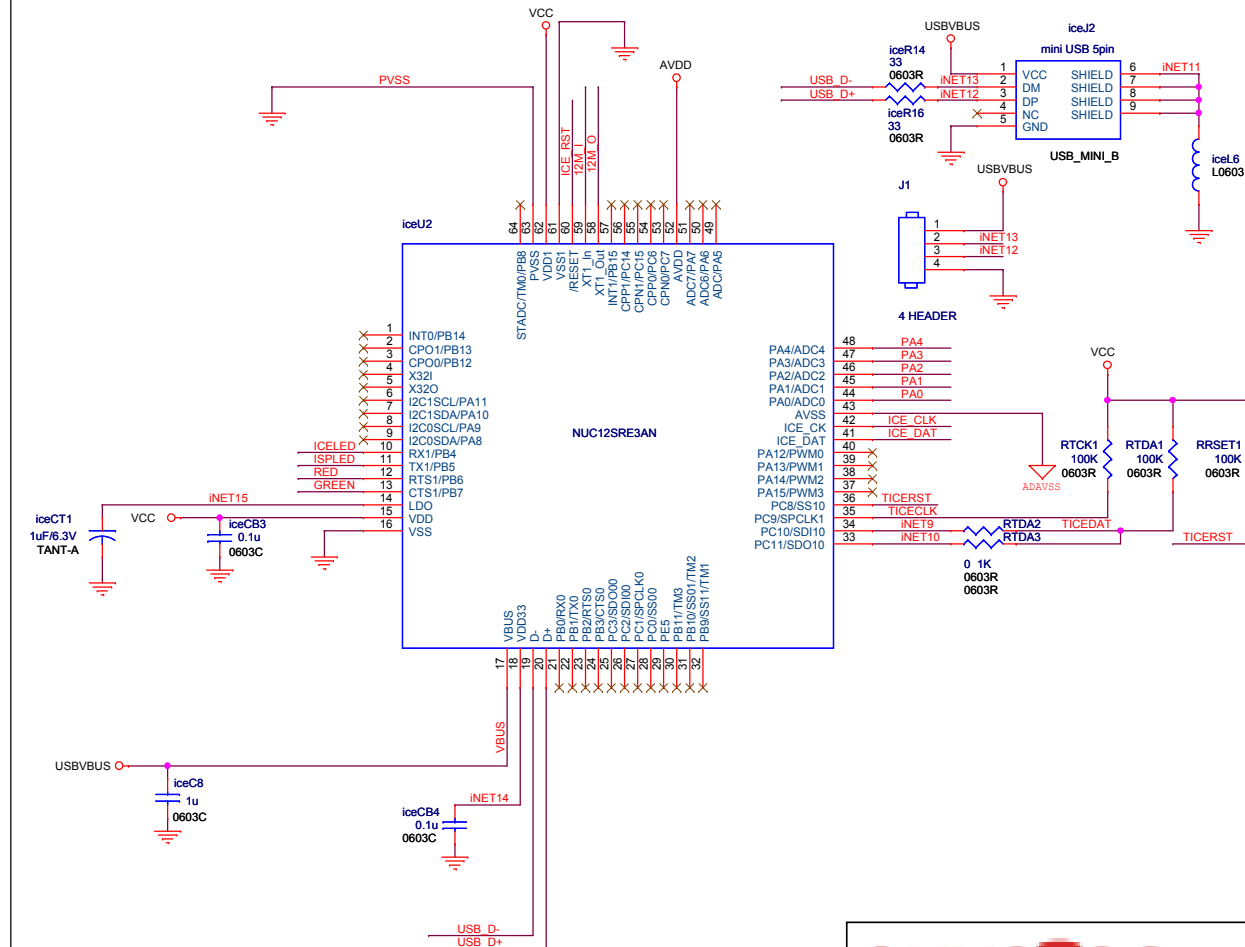 VCC
PVSS
AVDD
ICE_RST
12M_I
12M_O
USBVBUS
iceJ2
mini USB 5pin
iceR14
33
0603R
USB_D-
iNET13
USB_D+
iNET12
iceR16
33
0603R
1 VCC SHIELD 6 iNET11
2 DM SHIELD 7
3 DP SHIELD 8
4 NC SHIELD 9
5 GND
USB_MINI_B
iceL6
L0603
USBVBUS
J1
1
2 iNET13
3 iNET12
4
4 HEADER
iceU2
64 STADC/TM0/PB8
63 PVSS
62 VDD1
61 VSS1
60 /RESET
59 XT1_In
58 XT1_Out
57 INT1/PB15
56 CPP1/PC14
55 CPN1/PC15
54 CPP0/PC6
53 CPN0/PC7
52 AVDD
51 ADC7/PA7
50 ADC6/PA6
49 ADC/PA5
1 INT0/PB14
2 CPO1/PB13
3 CPO0/PB12
4 X32I
5 X32O
6 I2C1SCL/PA11
7 I2C1SDA/PA10
8 I2C0SCL/PA9
9 I2C0SDA/PA8
ICELED 10 RX1/PB4
ISPLED 11 TX1/PB5
RED 12 RTS1/PB6
GREEN 13 CTS1/PB7
iNET15 14 LDO
VCC 15 VDD
16 VSS
NUC12SRE3AN
PA4/ADC4 48 PA4
PA3/ADC3 47 PA3
PA2/ADC2 46 PA2
PA1/ADC1 45 PA1
PA0/ADC0 44 PA0
AVSS 43
ICE_CK 42 ICE_CLK
ICE_DAT 41 ICE_DAT
PA12/PWM0 40
PA13/PWM1 39
PA14/PWM2 38
PA15/PWM3 37
PC8/SS10 36 TICERST
PC9/SPCLK1 35 TICECLK
PC10/SDI10 34 iNET9
PC11/SDO10 33 iNET10
ADAVSS
VCC
RTCK1
100K
0603R
RTDA1
100K
0603R
RRSET1
100K
0603R
RTDA2
TICEDAT
RTDA3
0 1K
0603R
0603R
TICERST
iceCT1
1uF/6.3V
TANT-A
iceCB3
0.1u
0603C
17 VBUS
18 VDD33
19 D-
20 D+
21 PB0/RX0
22 PB1/TX0
23 PB2/RTS0
24 PB3/CTS0
25 PC3/SDO00
26 PC2/SDI00
27 PC1/SPCLK0
28 PC0/SS00
29 PE5
30 PB11/TM3
31 PB10/SS01/TM2
32 PB9/SS11/TM1
VBUS
USBVBUS
iceC8
1u
0603C
iNET14
iceCB4
0.1u
0603C
USB_D-
USB_D+